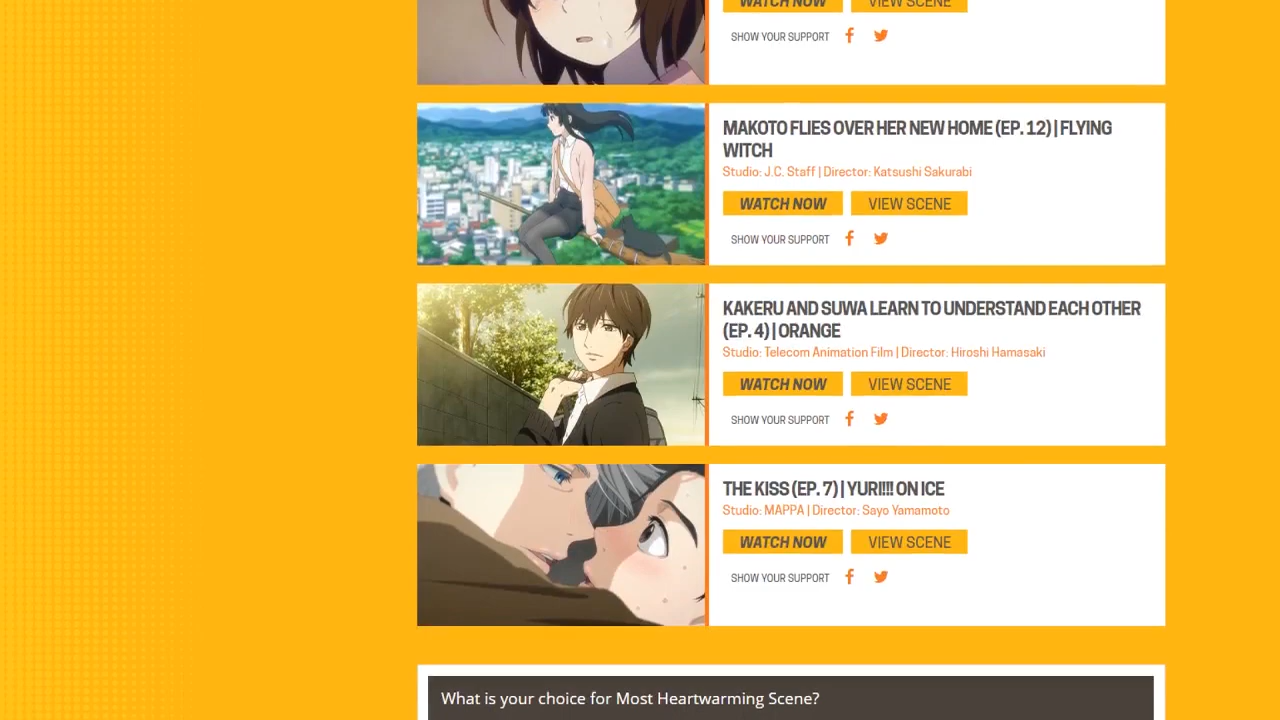 WATCH NOW VIEW SCENE
SHOW YOUR SUPPORT
MAKOTO FLIES OVER HER NEW HOME (EP. 12) | FLYING
WITCH
Studio: J.C. Staff | Director: Katsushi Sakurabi
WATCH NOW VIEW SCENE
SHOW YOUR SUPPORT
KAKERU AND SUWA LEARN TO UNDERSTAND EACH OTHER
(EP. 4) | ORANGE
Studio: Telecom Animation Film | Director: Hiroshi Hamasaki
WATCH NOW VIEW SCENE
SHOW YOUR SUPPORT
THE KISS (EP. 7) | YURI!!! ON ICE
Studio: MAPPA | Director: Sayo Yamamoto
WATCH NOW VIEW SCENE
SHOW YOUR SUPPORT
What is your choice for Most Heartwarming Scene?